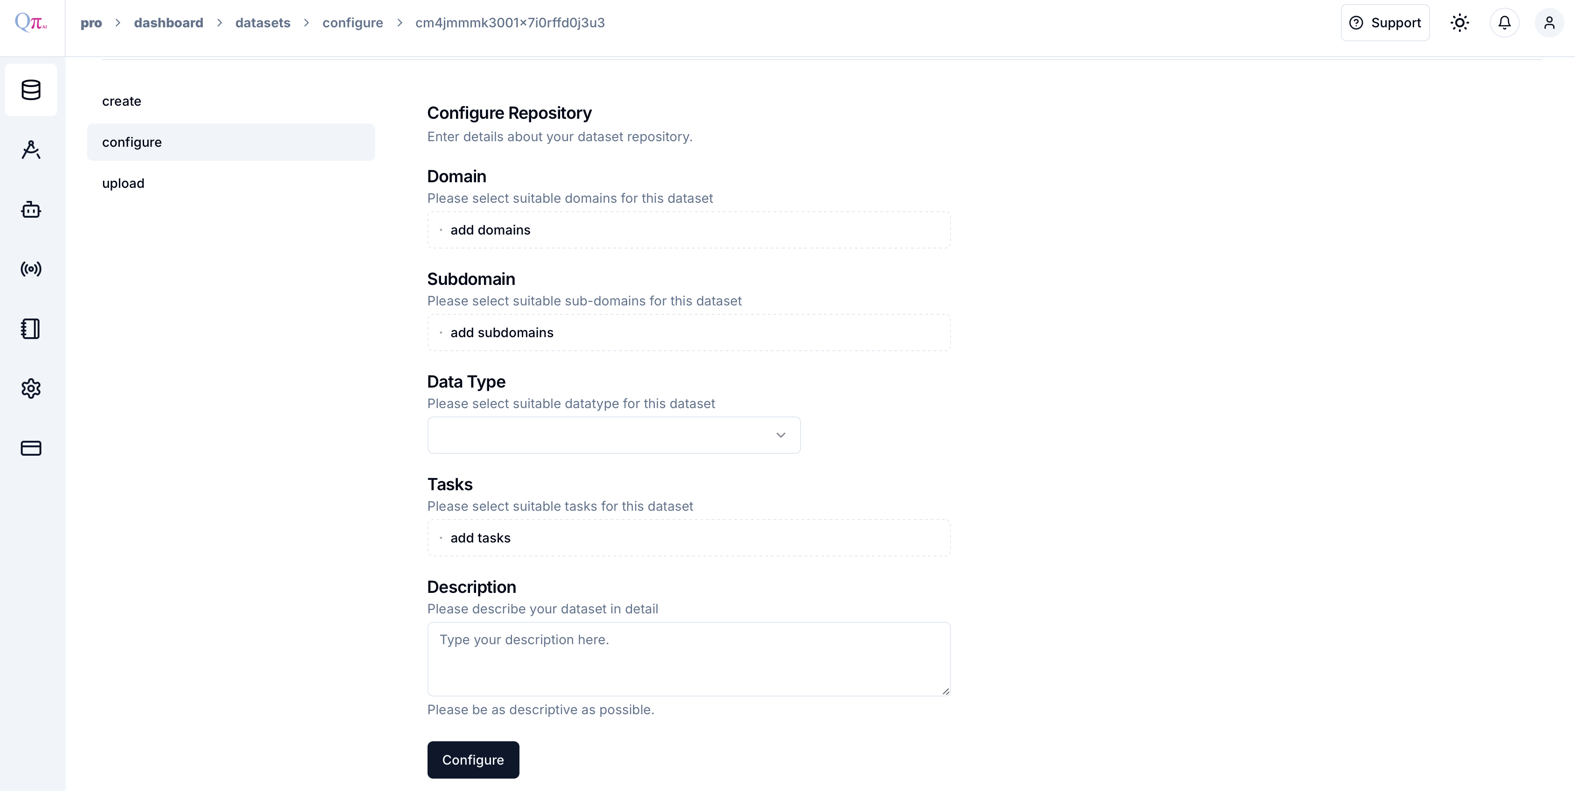 Qπ AI
pro > dashboard > datasets > configure > cm4jmmmk3001x7i0rffd0j3u3
Support
create
configure
upload
Configure Repository
Enter details about your dataset repository.
Domain
Please select suitable domains for this dataset
· add domains
Subdomain
Please select suitable sub-domains for this dataset
· add subdomains
Data Type
Please select suitable datatype for this dataset
Tasks
Please select suitable tasks for this dataset
· add tasks
Description
Please describe your dataset in detail
Type your description here.
Please be as descriptive as possible.
Configure